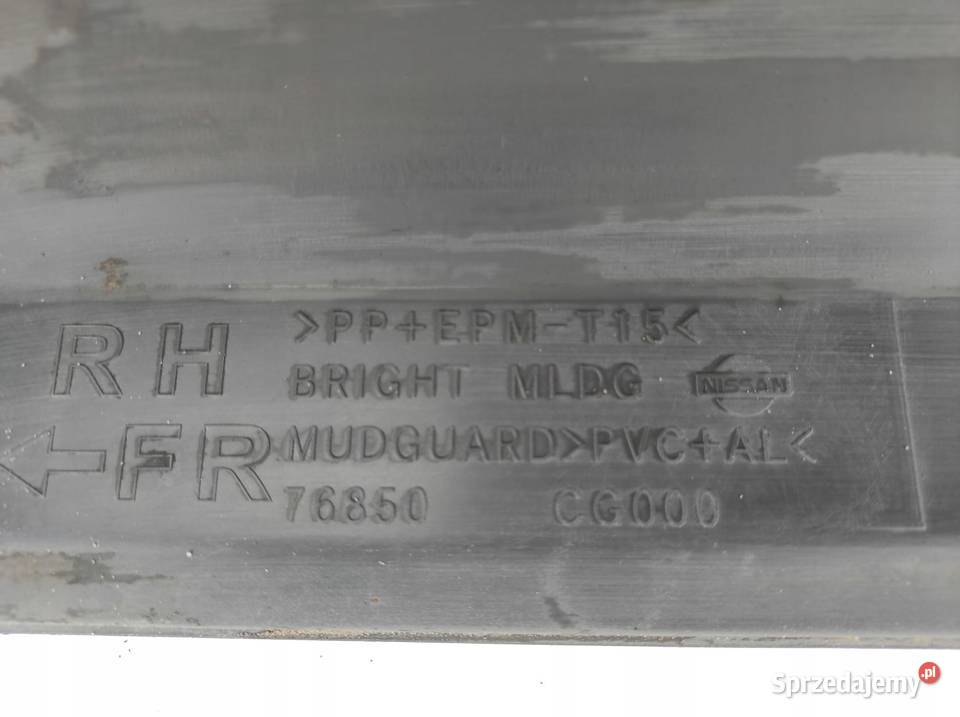 RH
>PP+EPM-T15<
BRIGHT MLDG NISSAN
FR
MUDGUARD>PVC+AL<
76850 CG000
Sprzedajemy.pl